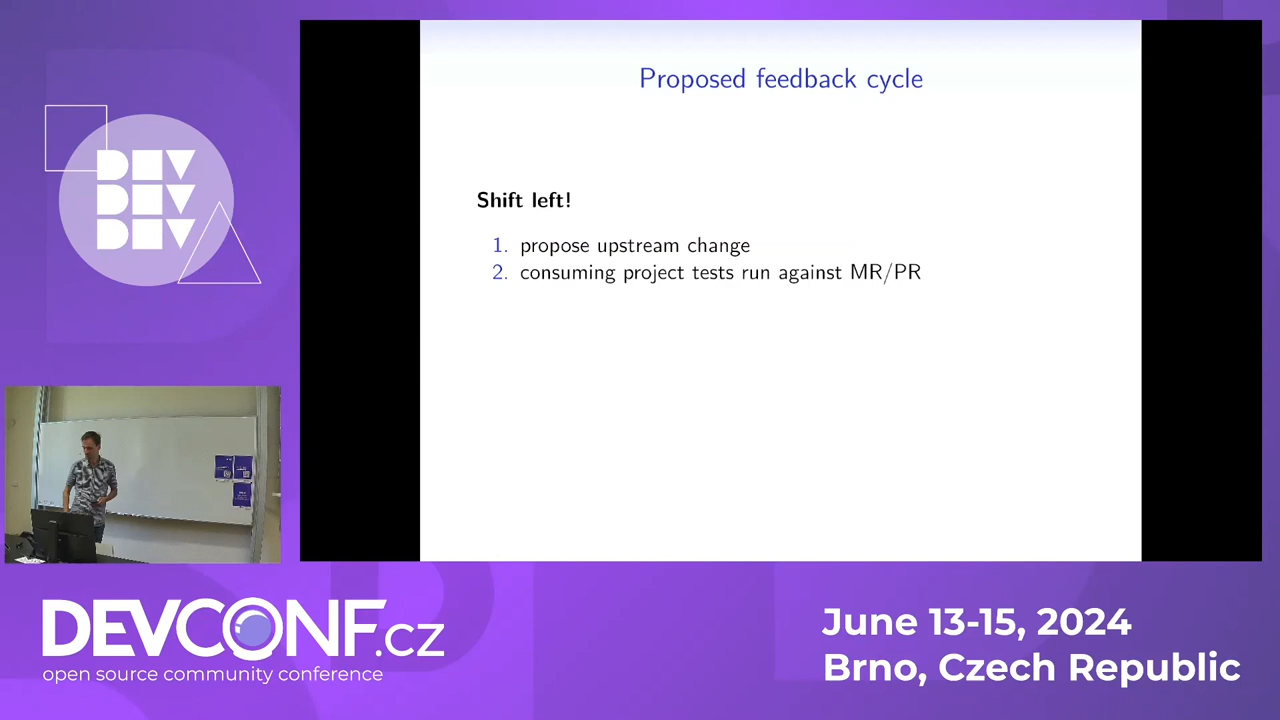 Proposed feedback cycle
Shift left!
1. propose upstream change
2. consuming project tests run against MR/PR
DEV
DEV
DEV
DEVCONF.cz
open source community conference
June 13-15, 2024
Brno, Czech Republic